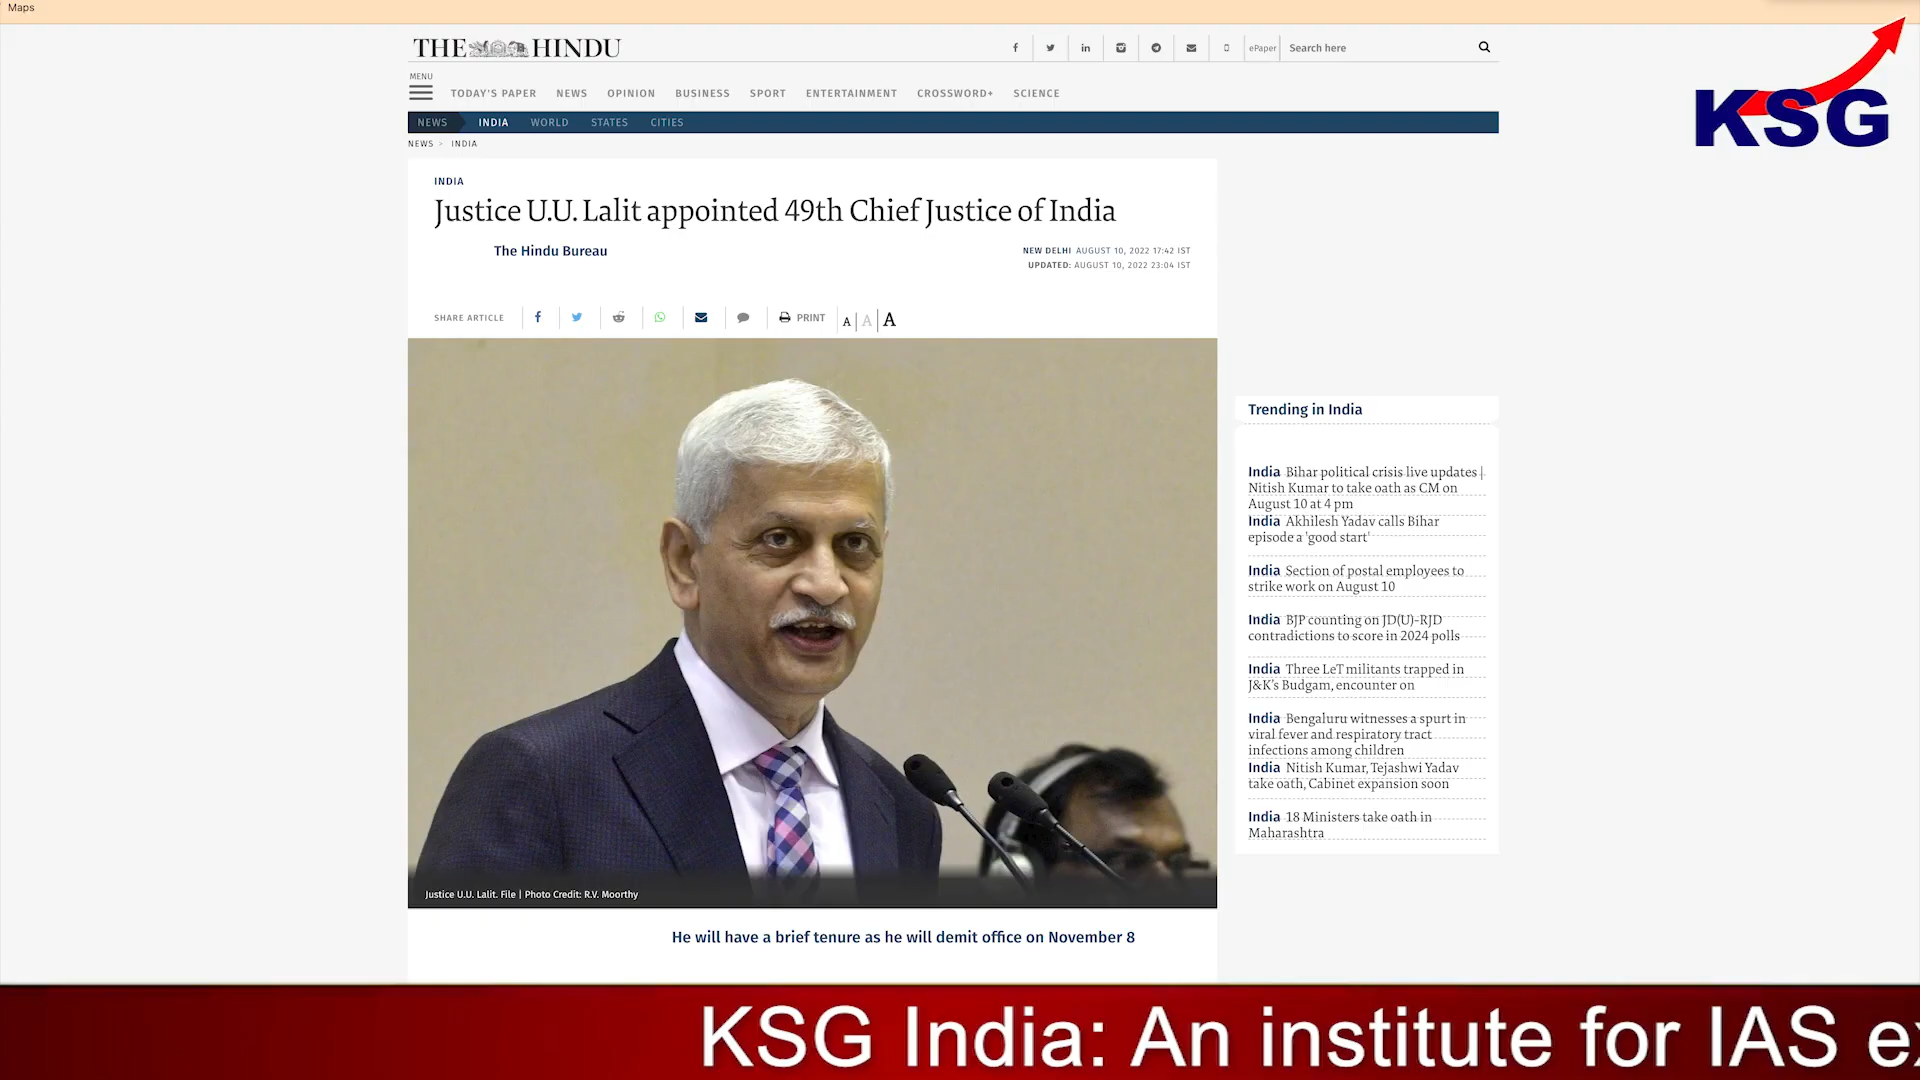 Maps
THE HINDU
ePaper
Search here
MENU
TODAY'S PAPER NEWS OPINION BUSINESS SPORT ENTERTAINMENT CROSSWORD+ SCIENCE
NEWS INDIA WORLD STATES CITIES
NEWS > INDIA
KSG
INDIA
Justice U.U. Lalit appointed 49th Chief Justice of India
The Hindu Bureau
NEW DELHI AUGUST 10, 2022 17:42 IST
UPDATED: AUGUST 10, 2022 23:04 IST
SHARE ARTICLE PRINT A A A
Justice U.U. Lalit. File | Photo Credit: R.V. Moorthy
He will have a brief tenure as he will demit office on November 8
Trending in India
India Bihar political crisis live updates |
Nitish Kumar to take oath as CM on
August 10 at 4 pm
India Akhilesh Yadav calls Bihar
episode a 'good start'
India Section of postal employees to
strike work on August 10
India BJP counting on JD(U)-RJD
contradictions to score in 2024 polls
India Three LeT militants trapped in
J&K's Budgam, encounter on
India Bengaluru witnesses a spurt in
viral fever and respiratory tract
infections among children
India Nitish Kumar, Tejashwi Yadav
take oath, Cabinet expansion soon
India 18 Ministers take oath in
Maharashtra
KSG India: An institute for IAS